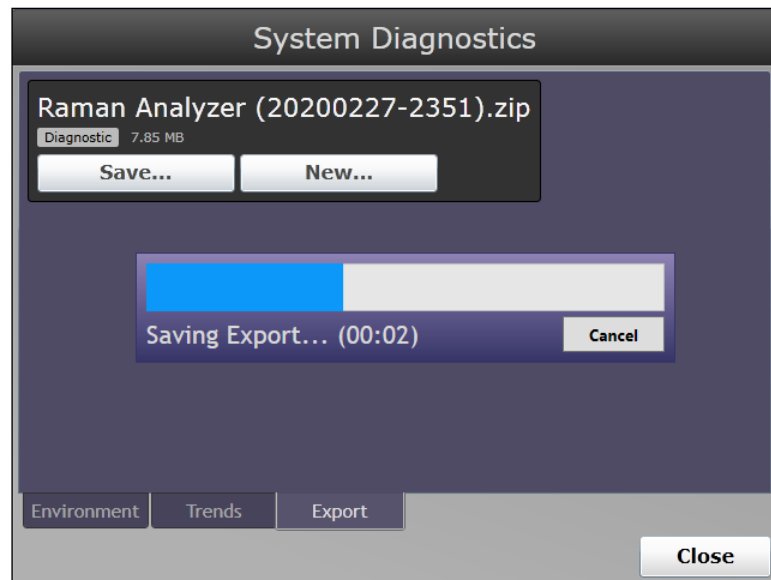 System Diagnostics
Raman Analyzer (20200227-2351).zip
Diagnostic 7.85 MB
Save... New...
Saving Export... (00:02) Cancel
Environment Trends Export
Close